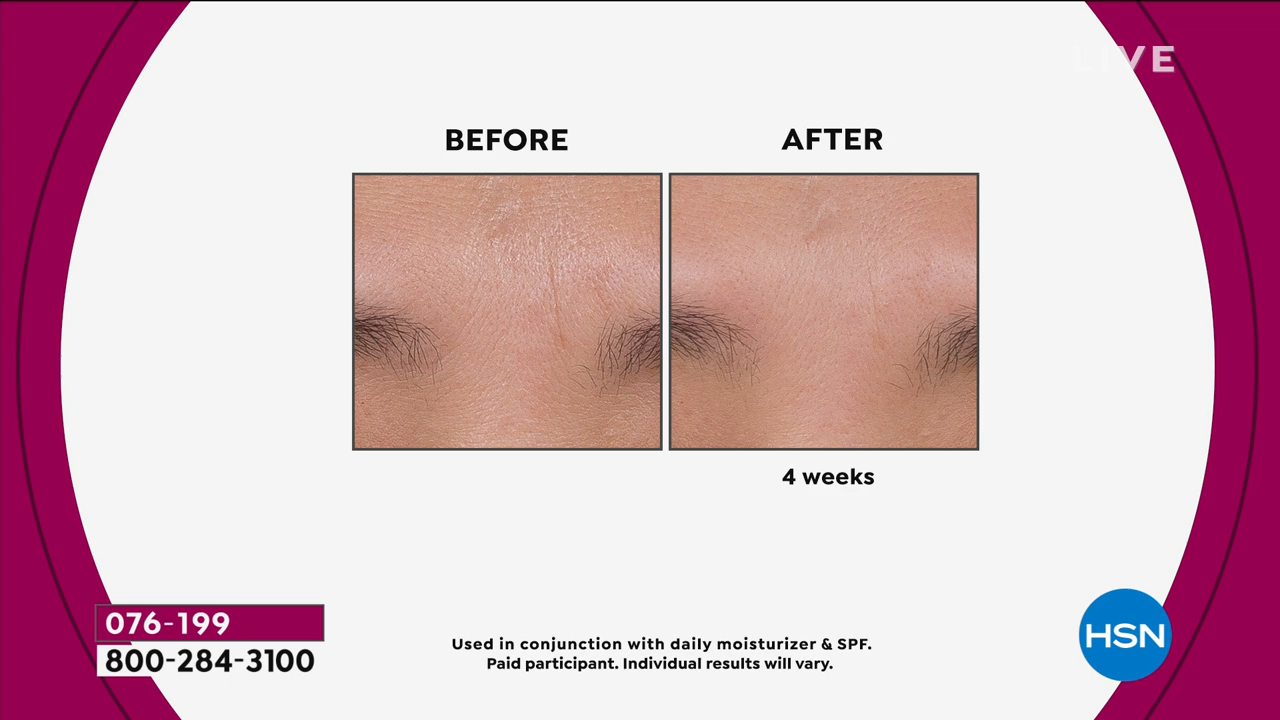 LIVE
BEFORE
AFTER
4 weeks
076-199
800-284-3100
Used in conjunction with daily moisturizer & SPF.
Paid participant. Individual results will vary.
HSN